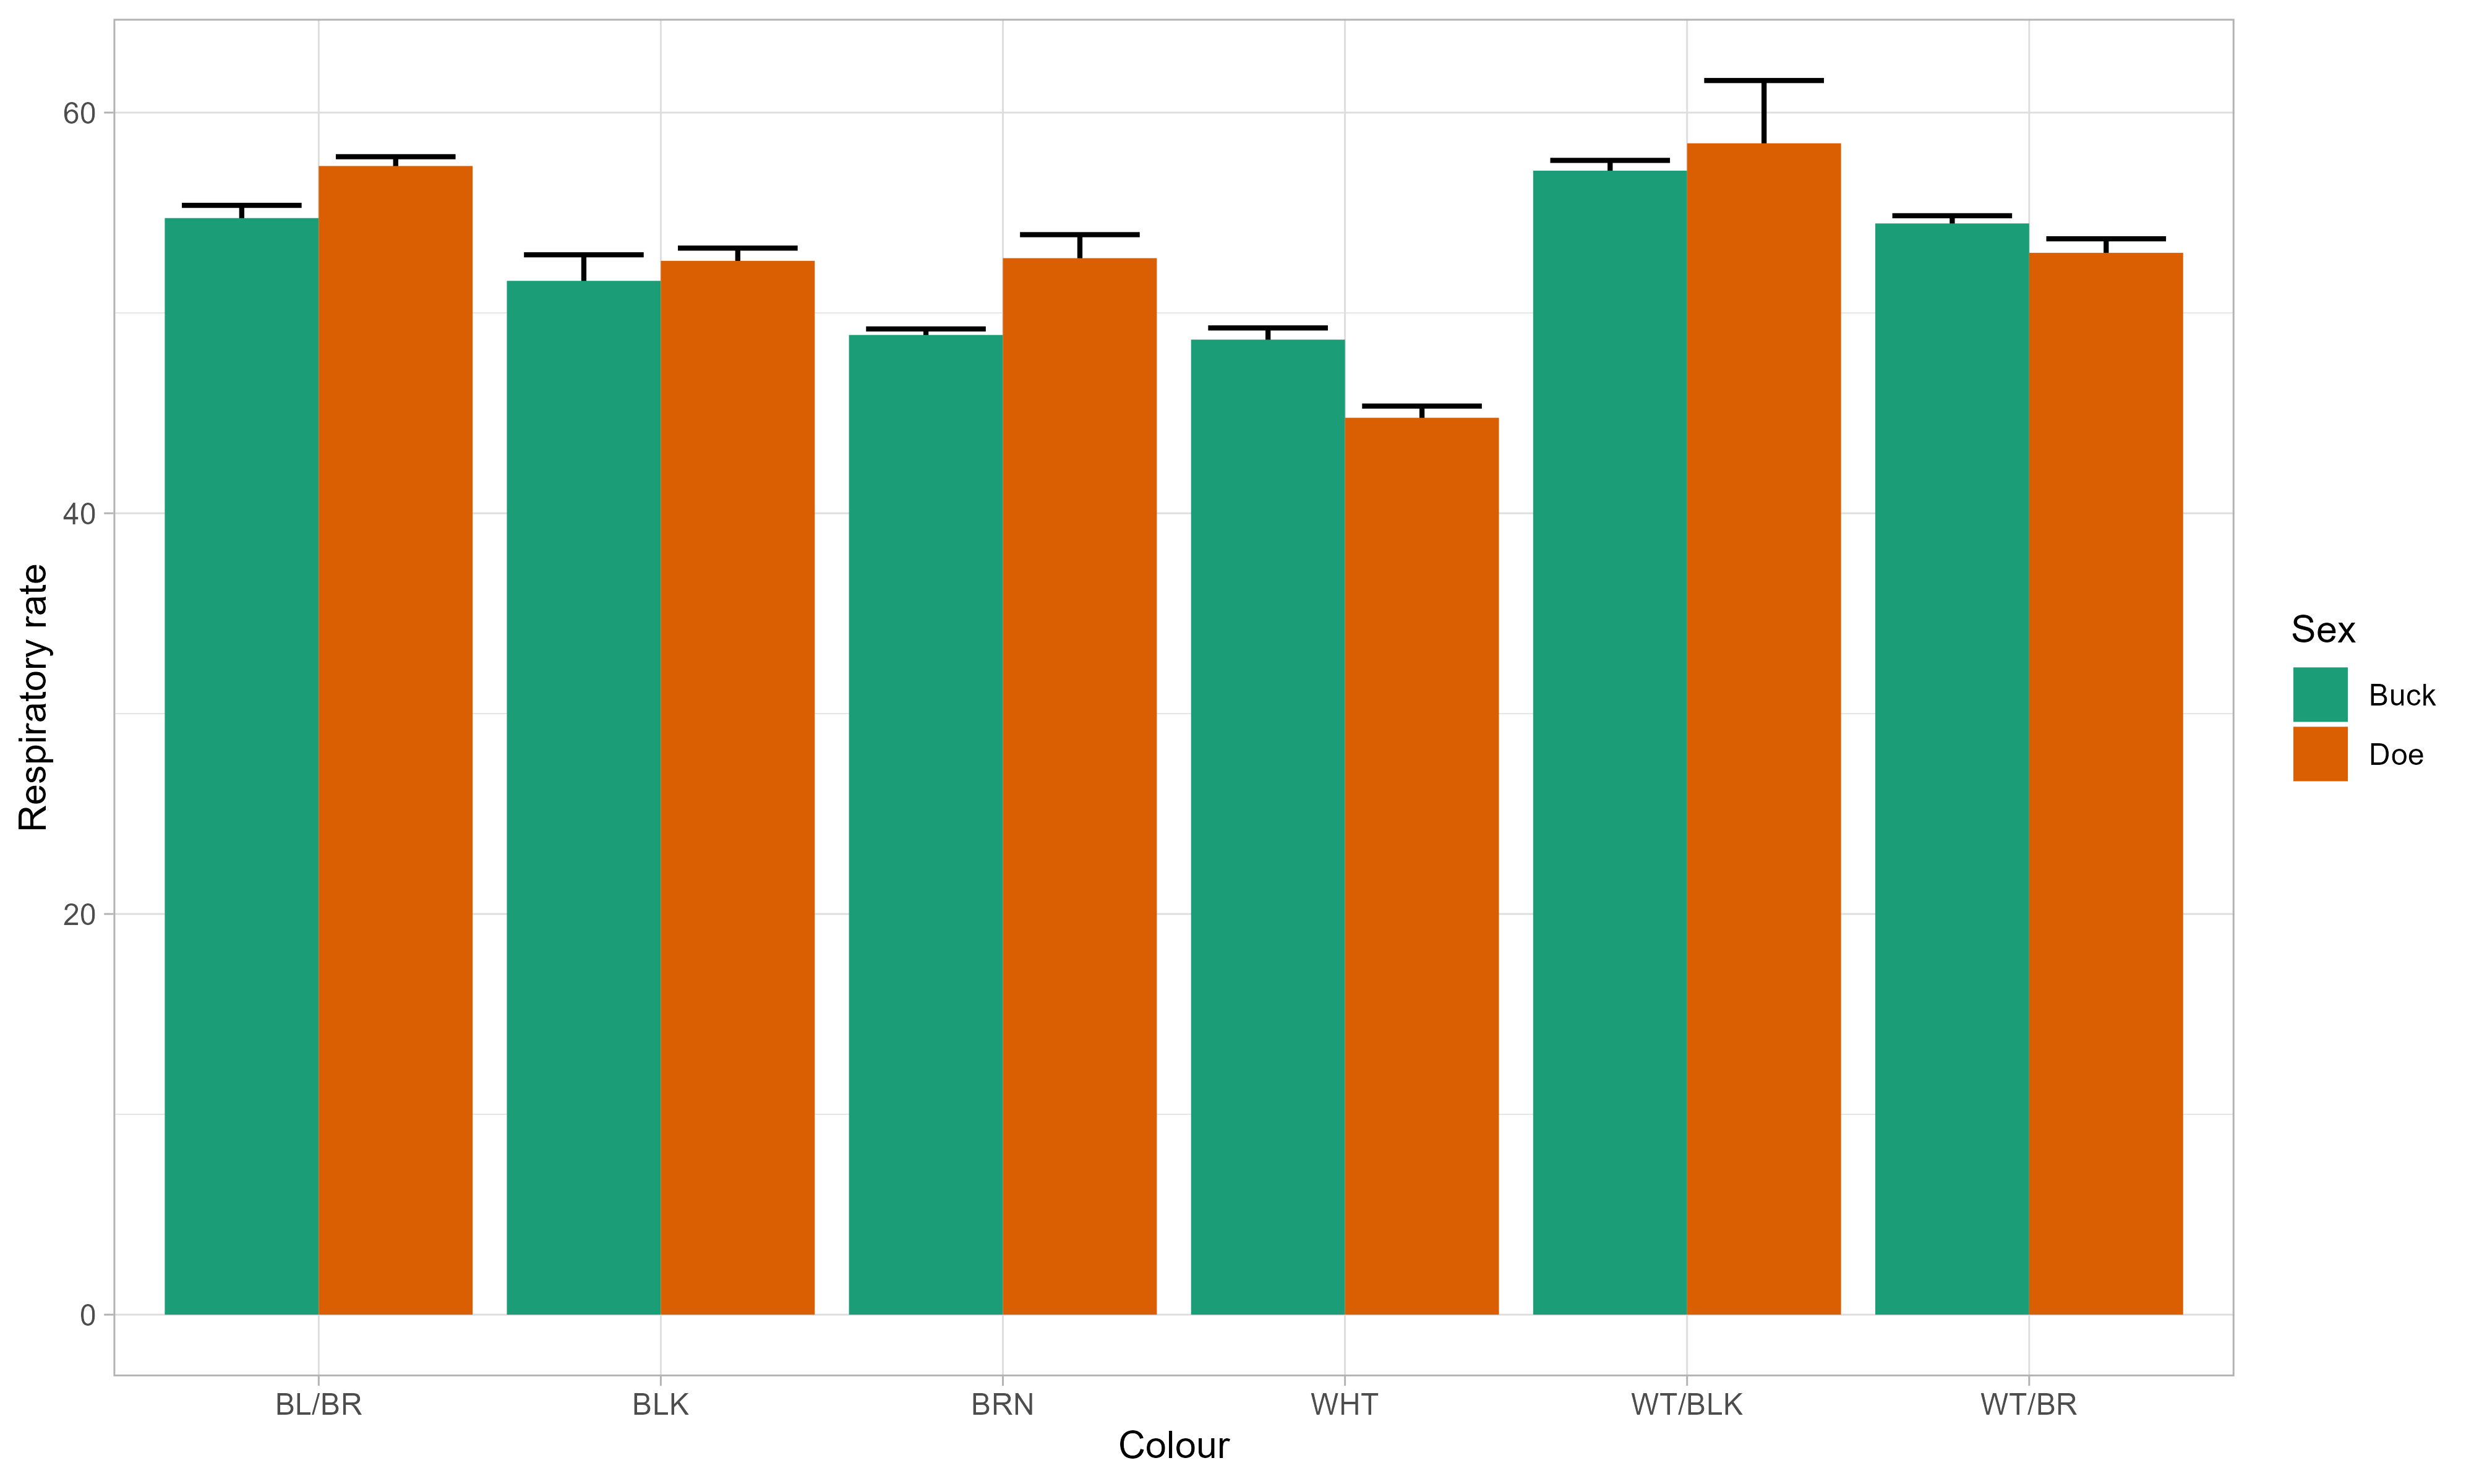 60
40
20
0
Respiratory rate
BL/BR
BLK
BRN
WHT
WT/BLK
WT/BR
Colour
Sex
Buck
Doe